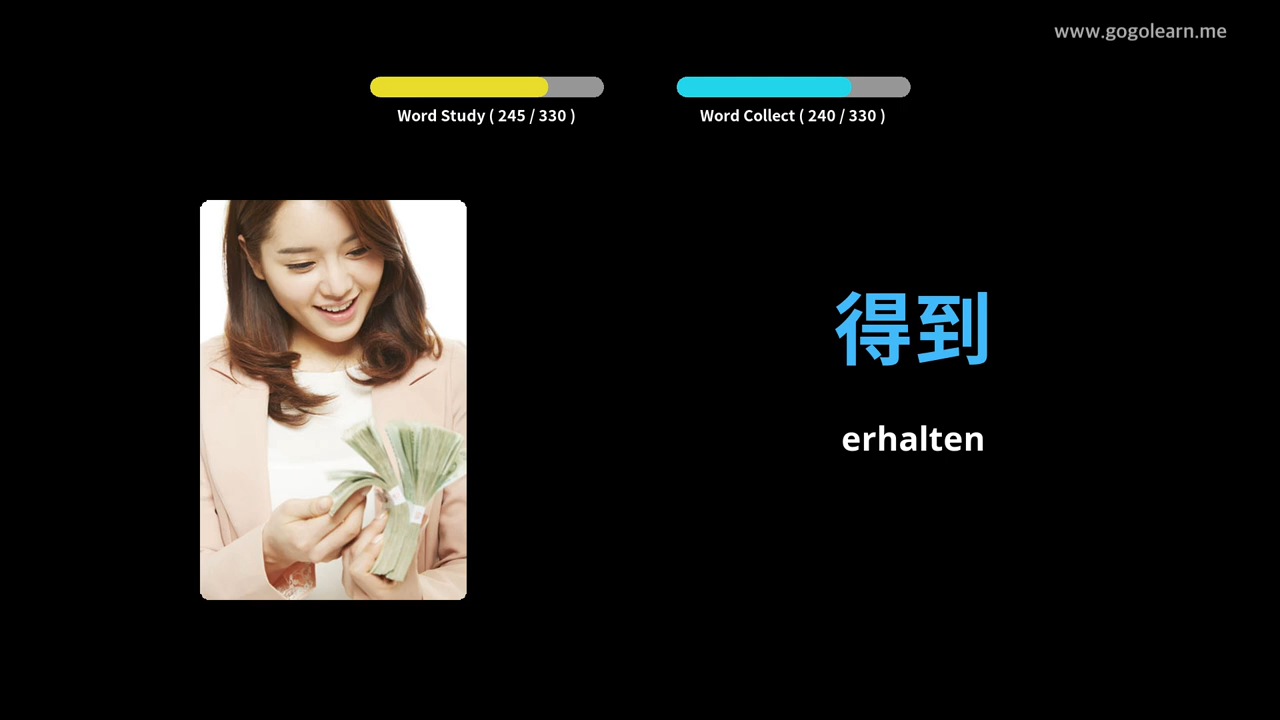 www.gogolearn.me
Word Study ( 245 / 330 )
Word Collect ( 240 / 330 )
得到
erhalten